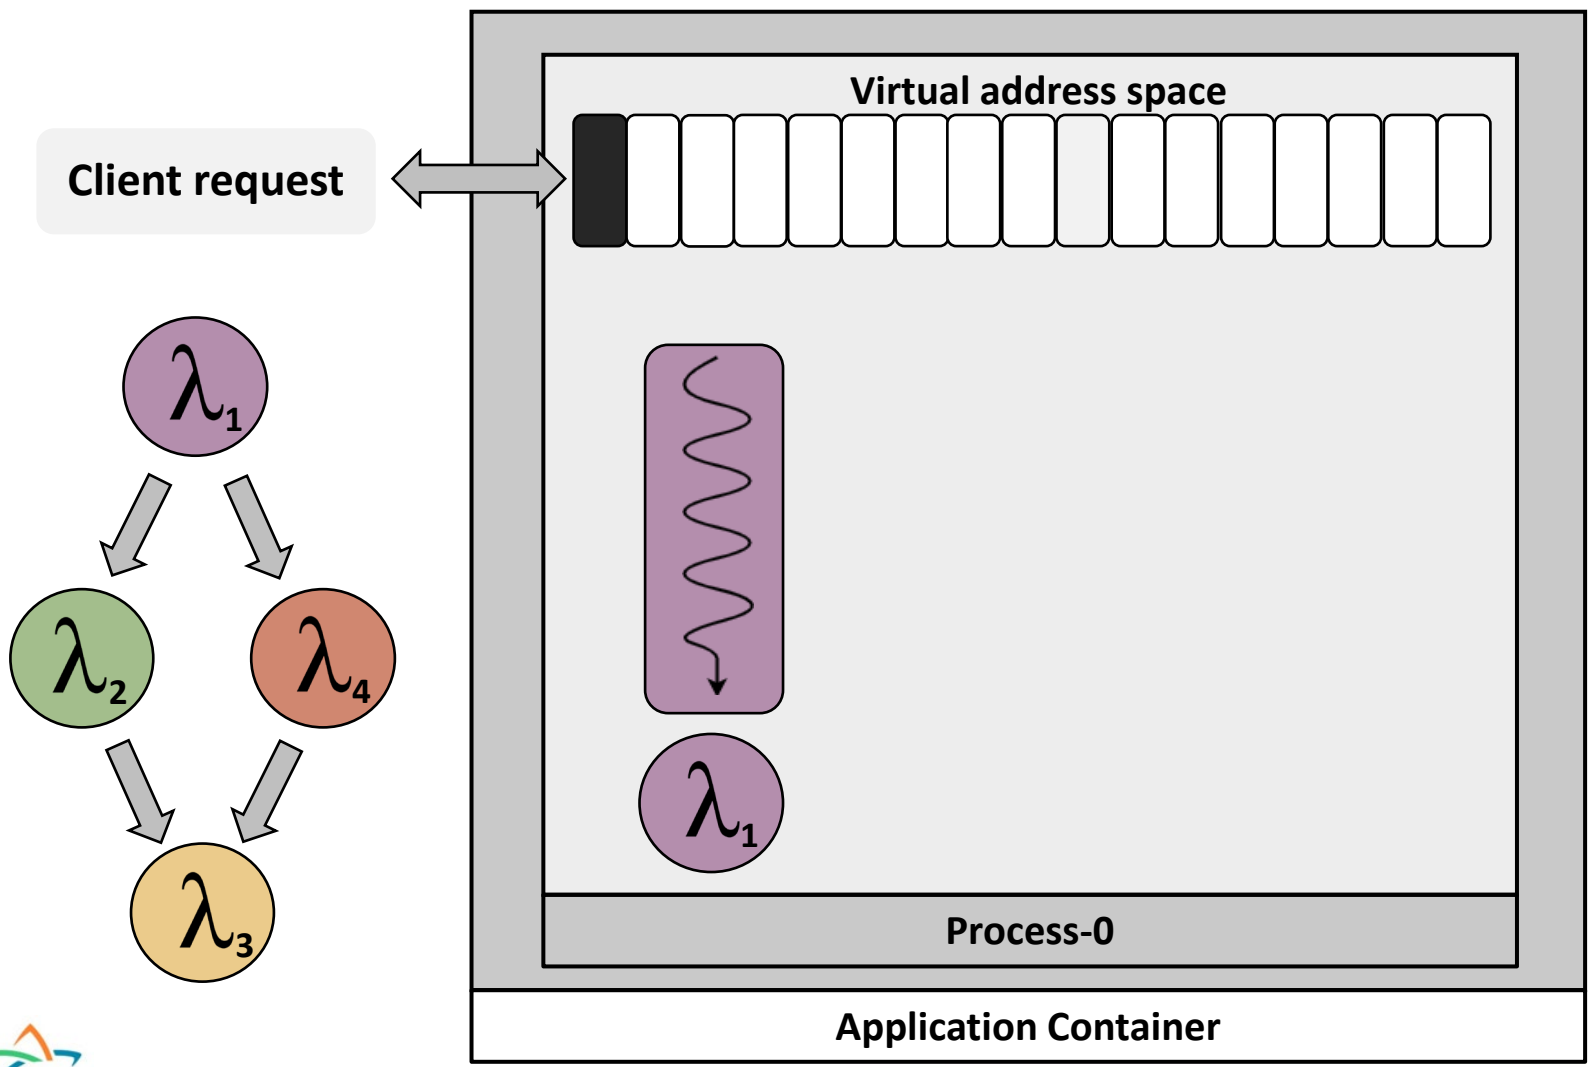 Virtual address space
Client request
λ1
λ2
λ4
λ3
λ1
Process-0
Application Container